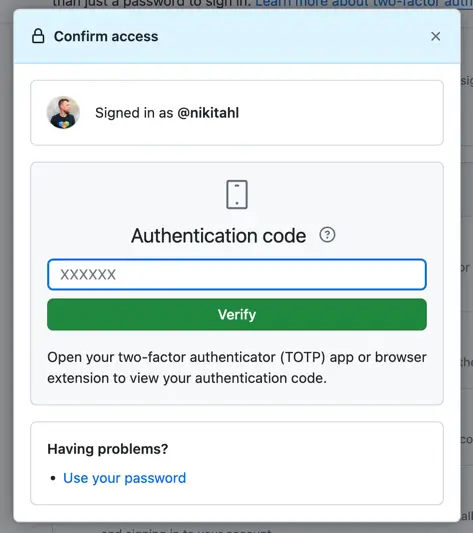 than just a password to sign in. Learn more about two-factor auth
Confirm access
Signed in as @nikitahl
Authentication code
XXXXXX
Verify
Open your two-factor authenticator (TOTP) app or browser
extension to view your authentication code.
Having problems?
• Use your password
and signing in to your account.